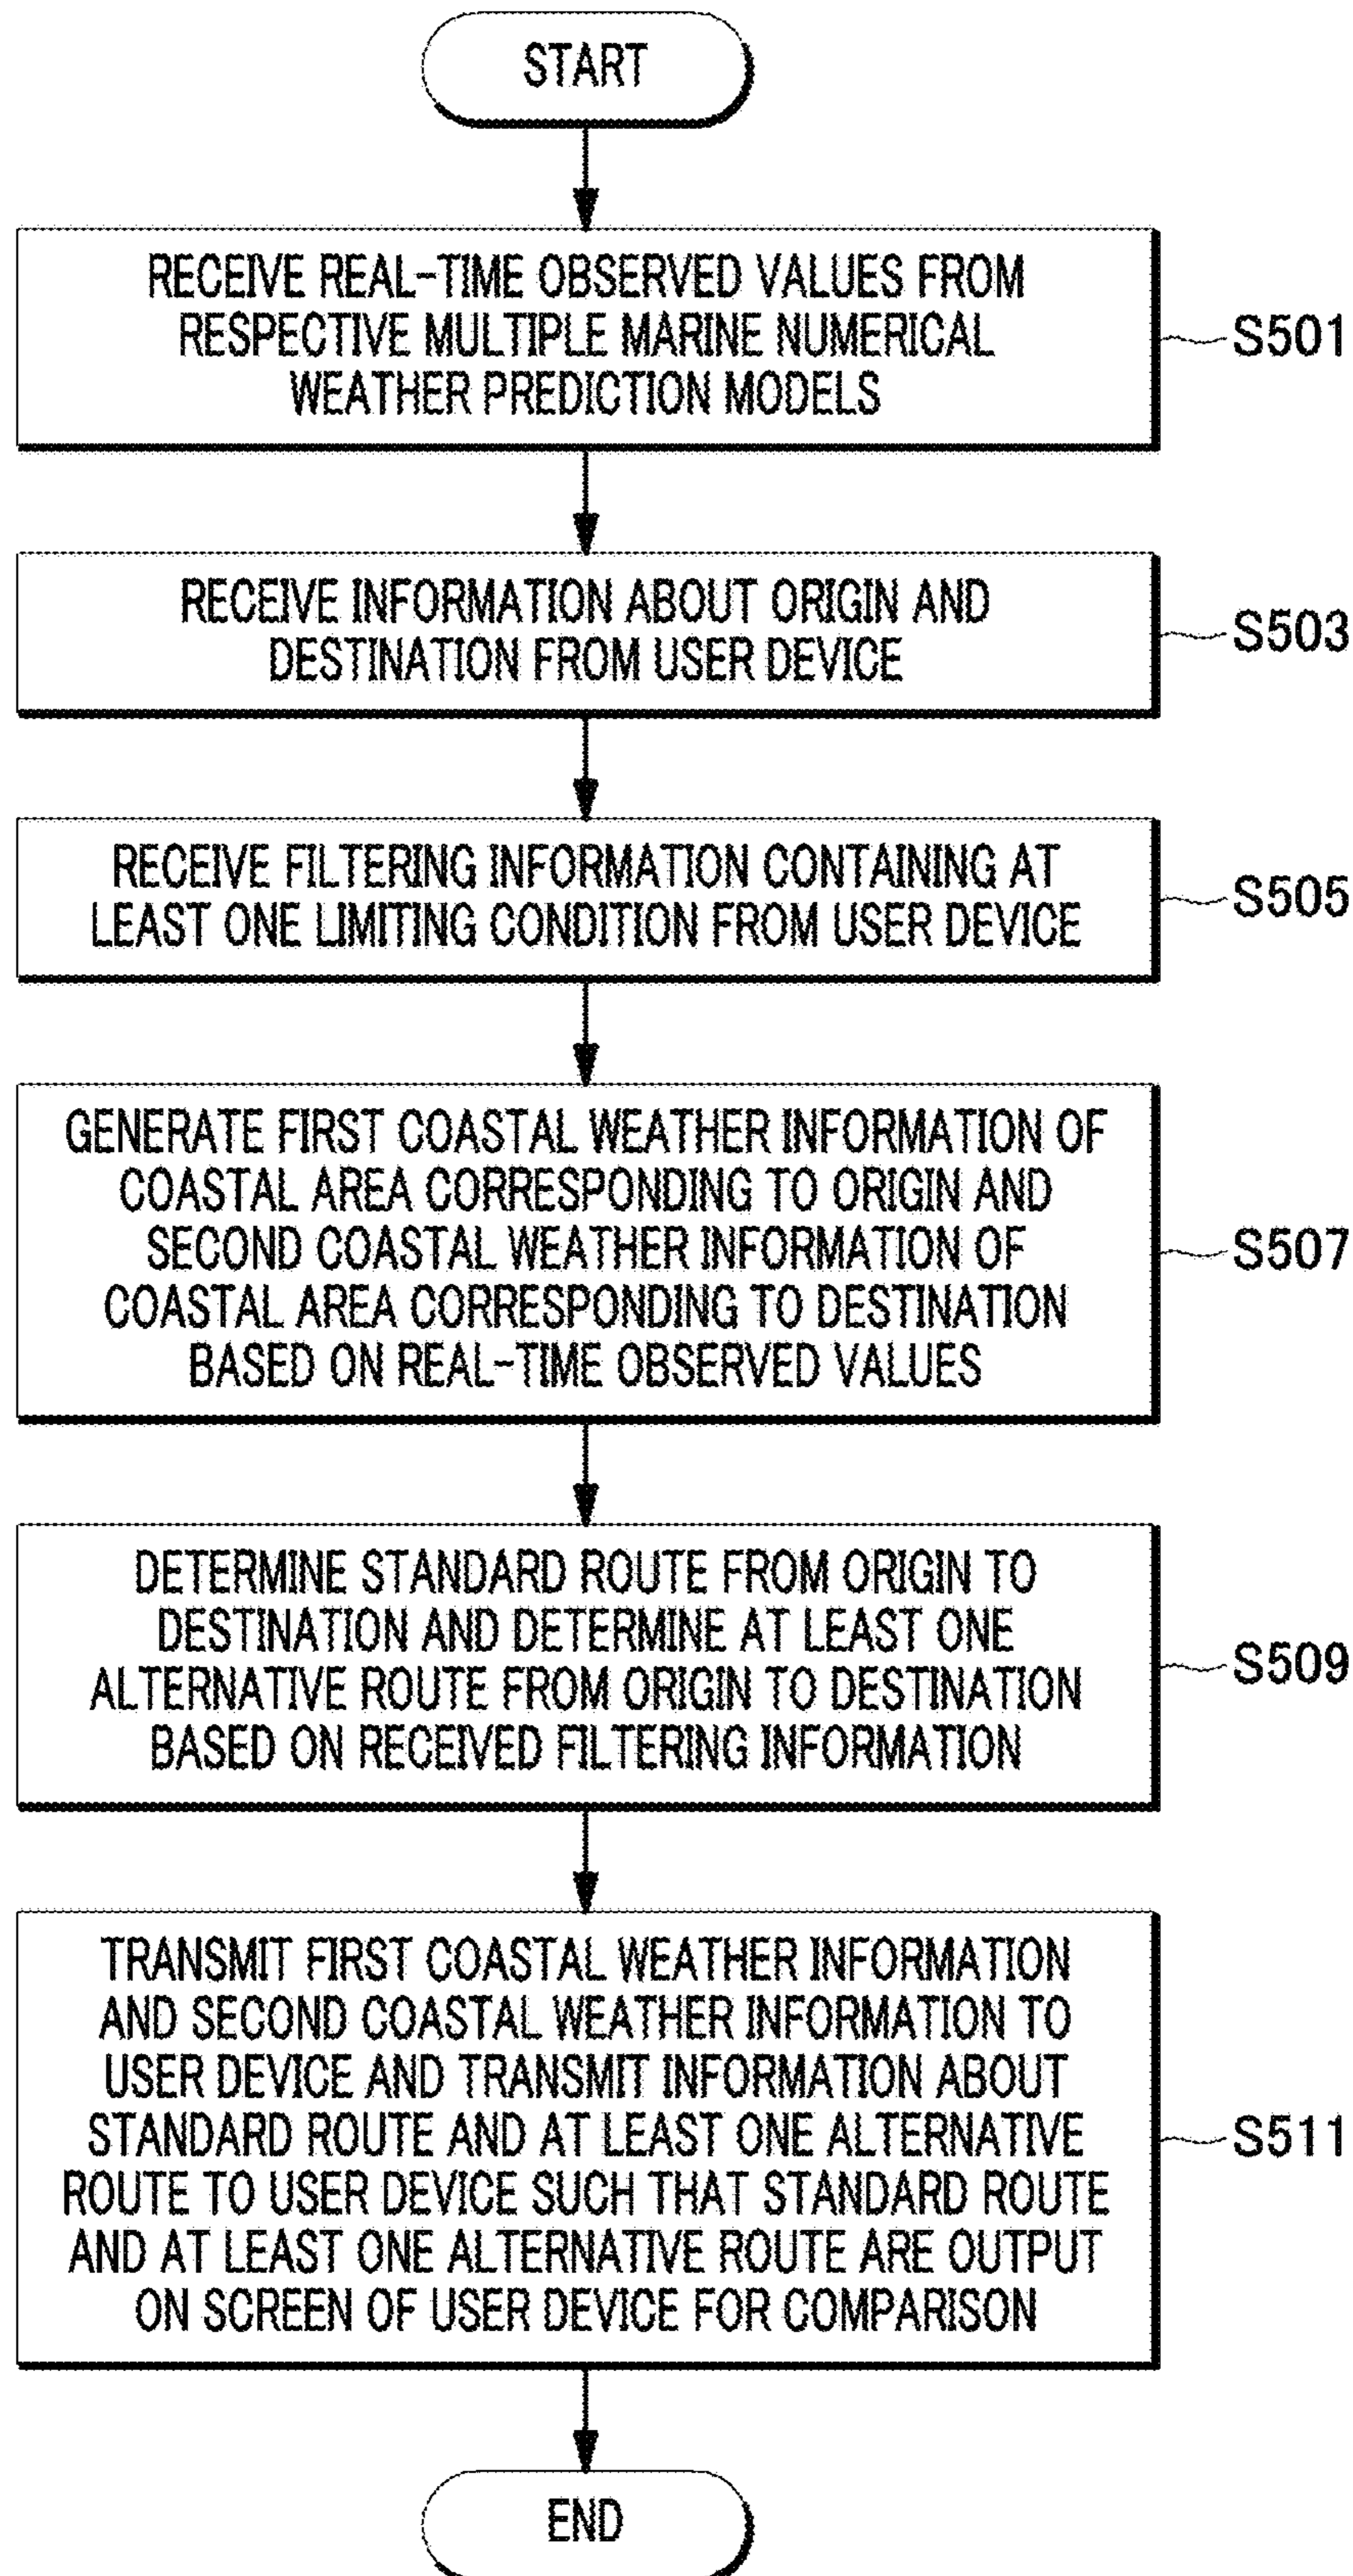 START
RECEIVE REAL-TIME OBSERVED VALUES FROM
RESPECTIVE MULTIPLE MARINE NUMERICAL
WEATHER PREDICTION MODELS
S501
RECEIVE INFORMATION ABOUT ORIGIN AND
DESTINATION FROM USER DEVICE
S503
RECEIVE FILTERING INFORMATION CONTAINING AT
LEAST ONE LIMITING CONDITION FROM USER DEVICE
S505
GENERATE FIRST COASTAL WEATHER INFORMATION OF
COASTAL AREA CORRESPONDING TO ORIGIN AND
SECOND COASTAL WEATHER INFORMATION OF
COASTAL AREA CORRESPONDING TO DESTINATION
BASED ON REAL-TIME OBSERVED VALUES
S507
DETERMINE STANDARD ROUTE FROM ORIGIN TO
DESTINATION AND DETERMINE AT LEAST ONE
ALTERNATIVE ROUTE FROM ORIGIN TO DESTINATION
BASED ON RECEIVED FILTERING INFORMATION
S509
TRANSMIT FIRST COASTAL WEATHER INFORMATION
AND SECOND COASTAL WEATHER INFORMATION TO
USER DEVICE AND TRANSMIT INFORMATION ABOUT
STANDARD ROUTE AND AT LEAST ONE ALTERNATIVE
ROUTE TO USER DEVICE SUCH THAT STANDARD ROUTE
AND AT LEAST ONE ALTERNATIVE ROUTE ARE OUTPUT
ON SCREEN OF USER DEVICE FOR COMPARISON
S511
END